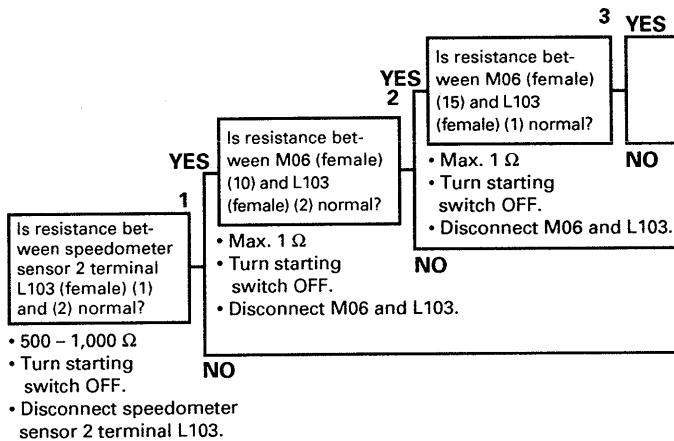 1
Is resistance bet-
ween speedometer
sensor 2 terminal
L103 (female) (1)
and (2) normal?
• 500 – 1,000 Ω
• Turn starting
switch OFF.
• Disconnect speedometer
sensor 2 terminal L103.
YES
2
Is resistance bet-
ween M06 (female)
(10) and L103
(female) (2) normal?
• Max. 1 Ω
• Turn starting
switch OFF.
• Disconnect M06 and L103.
NO
YES
3
Is resistance bet-
ween M06 (female)
(15) and L103
(female) (1) normal?
• Max. 1 Ω
• Turn starting
switch OFF.
• Disconnect M06 and L103.
NO
YES
NO